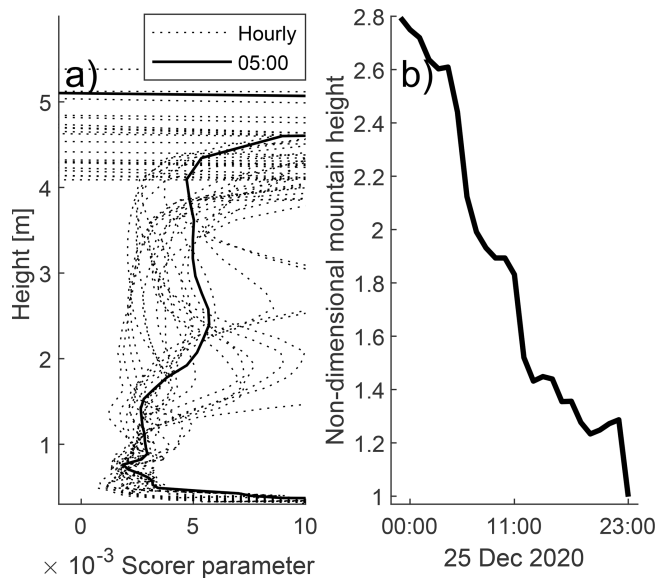 a)
Hourly
05:00
5
4
3
2
1
Height [m]
0 5 10
× 10-3 Scorer parameter
b)
2.8
2.6
2.4
2.2
2
1.8
1.6
1.4
1.2
1
Non-dimensional mountain height
00:00 11:00 23:00
25 Dec 2020